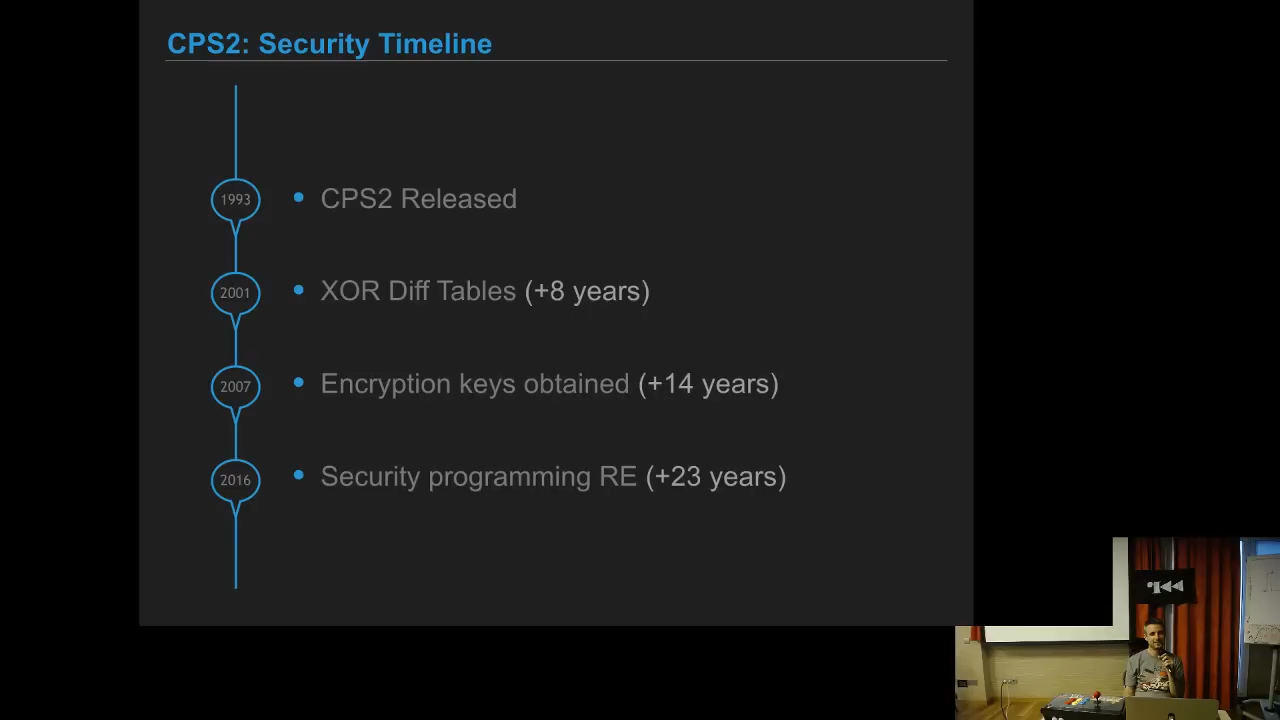 CPS2: Security Timeline
1993
CPS2 Released
2001
XOR Diff Tables (+8 years)
2007
Encryption keys obtained (+14 years)
2016
Security programming RE (+23 years)